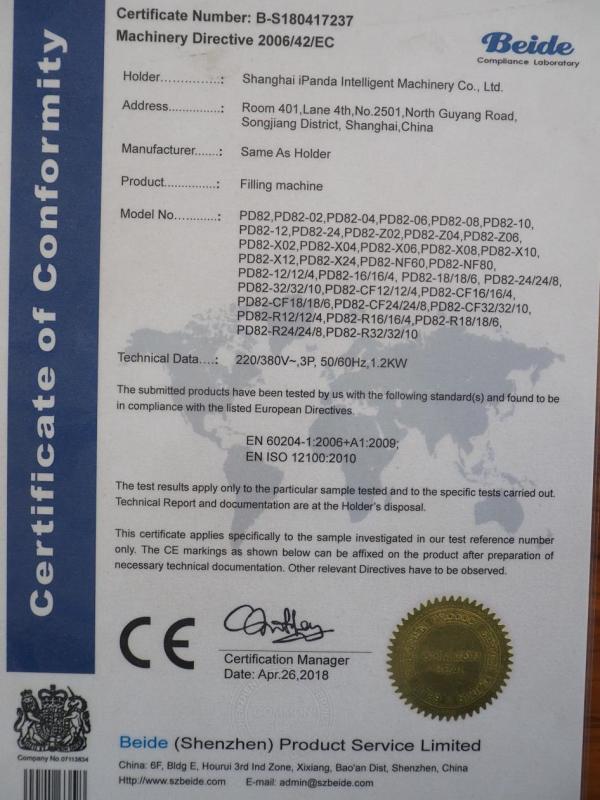 Certificate of Conformity
Certificate Number: B-S180417237
Machinery Directive 2006/42/EC
Beide
Compliance Laboratory
Holder..............: Shanghai iPanda Intelligent Machinery Co., Ltd.
Address.............: Room 401,Lane 4th,No.2501,North Guyang Road,
Songjiang District, Shanghai,China
Manufacturer.......: Same As Holder
Product..............: Filling machine
Model No...........: PD82,PD82-02,PD82-04,PD82-06,PD82-08,PD82-10,
PD82-12,PD82-24,PD82-Z02,PD82-Z04,PD82-Z06,
PD82-X02,PD82-X04,PD82-X06,PD82-X08,PD82-X10,
PD82-X12,PD82-X24,PD82-NF60,PD82-NF80,
PD82-12/12/4,PD82-16/16/4, PD82-18/18/6, PD82-24/24/8,
PD82-32/32/10,PD82-CF12/12/4,PD82-CF16/16/4,
PD82-CF18/18/6,PD82-CF24/24/8,PD82-CF32/32/10,
PD82-R12/12/4,PD82-R16/16/4,PD82-R18/18/6,
PD82-R24/24/8,PD82-R32/32/10
Technical Data....: 220/380V~,3P, 50/60Hz,1.2KW
The submitted products have been tested by us with the following standard(s) and found to be
in compliance with the listed European Directives.
EN 60204-1:2006+A1:2009;
EN ISO 12100:2010
The test results apply only to the particular sample tested and to the specific tests carried out.
Technical Report and documentation are at the Holder's disposal.
This certificate applies specifically to the sample investigated in our test reference number
only. The CE markings as shown below can be affixed on the product after preparation of
necessary technical documentation. Other relevant Directives have to be observed.
CE
Certification Manager
Date: Apr.26,2018
Company No.07113834
Beide (Shenzhen) Product Service Limited
China: 6F, Bldg E, Hourui 3rd Ind Zone, Xixiang, Bao'an Dist, Shenzhen, China
Http://www.szbeide.com E-mail: admin@szbeide.com